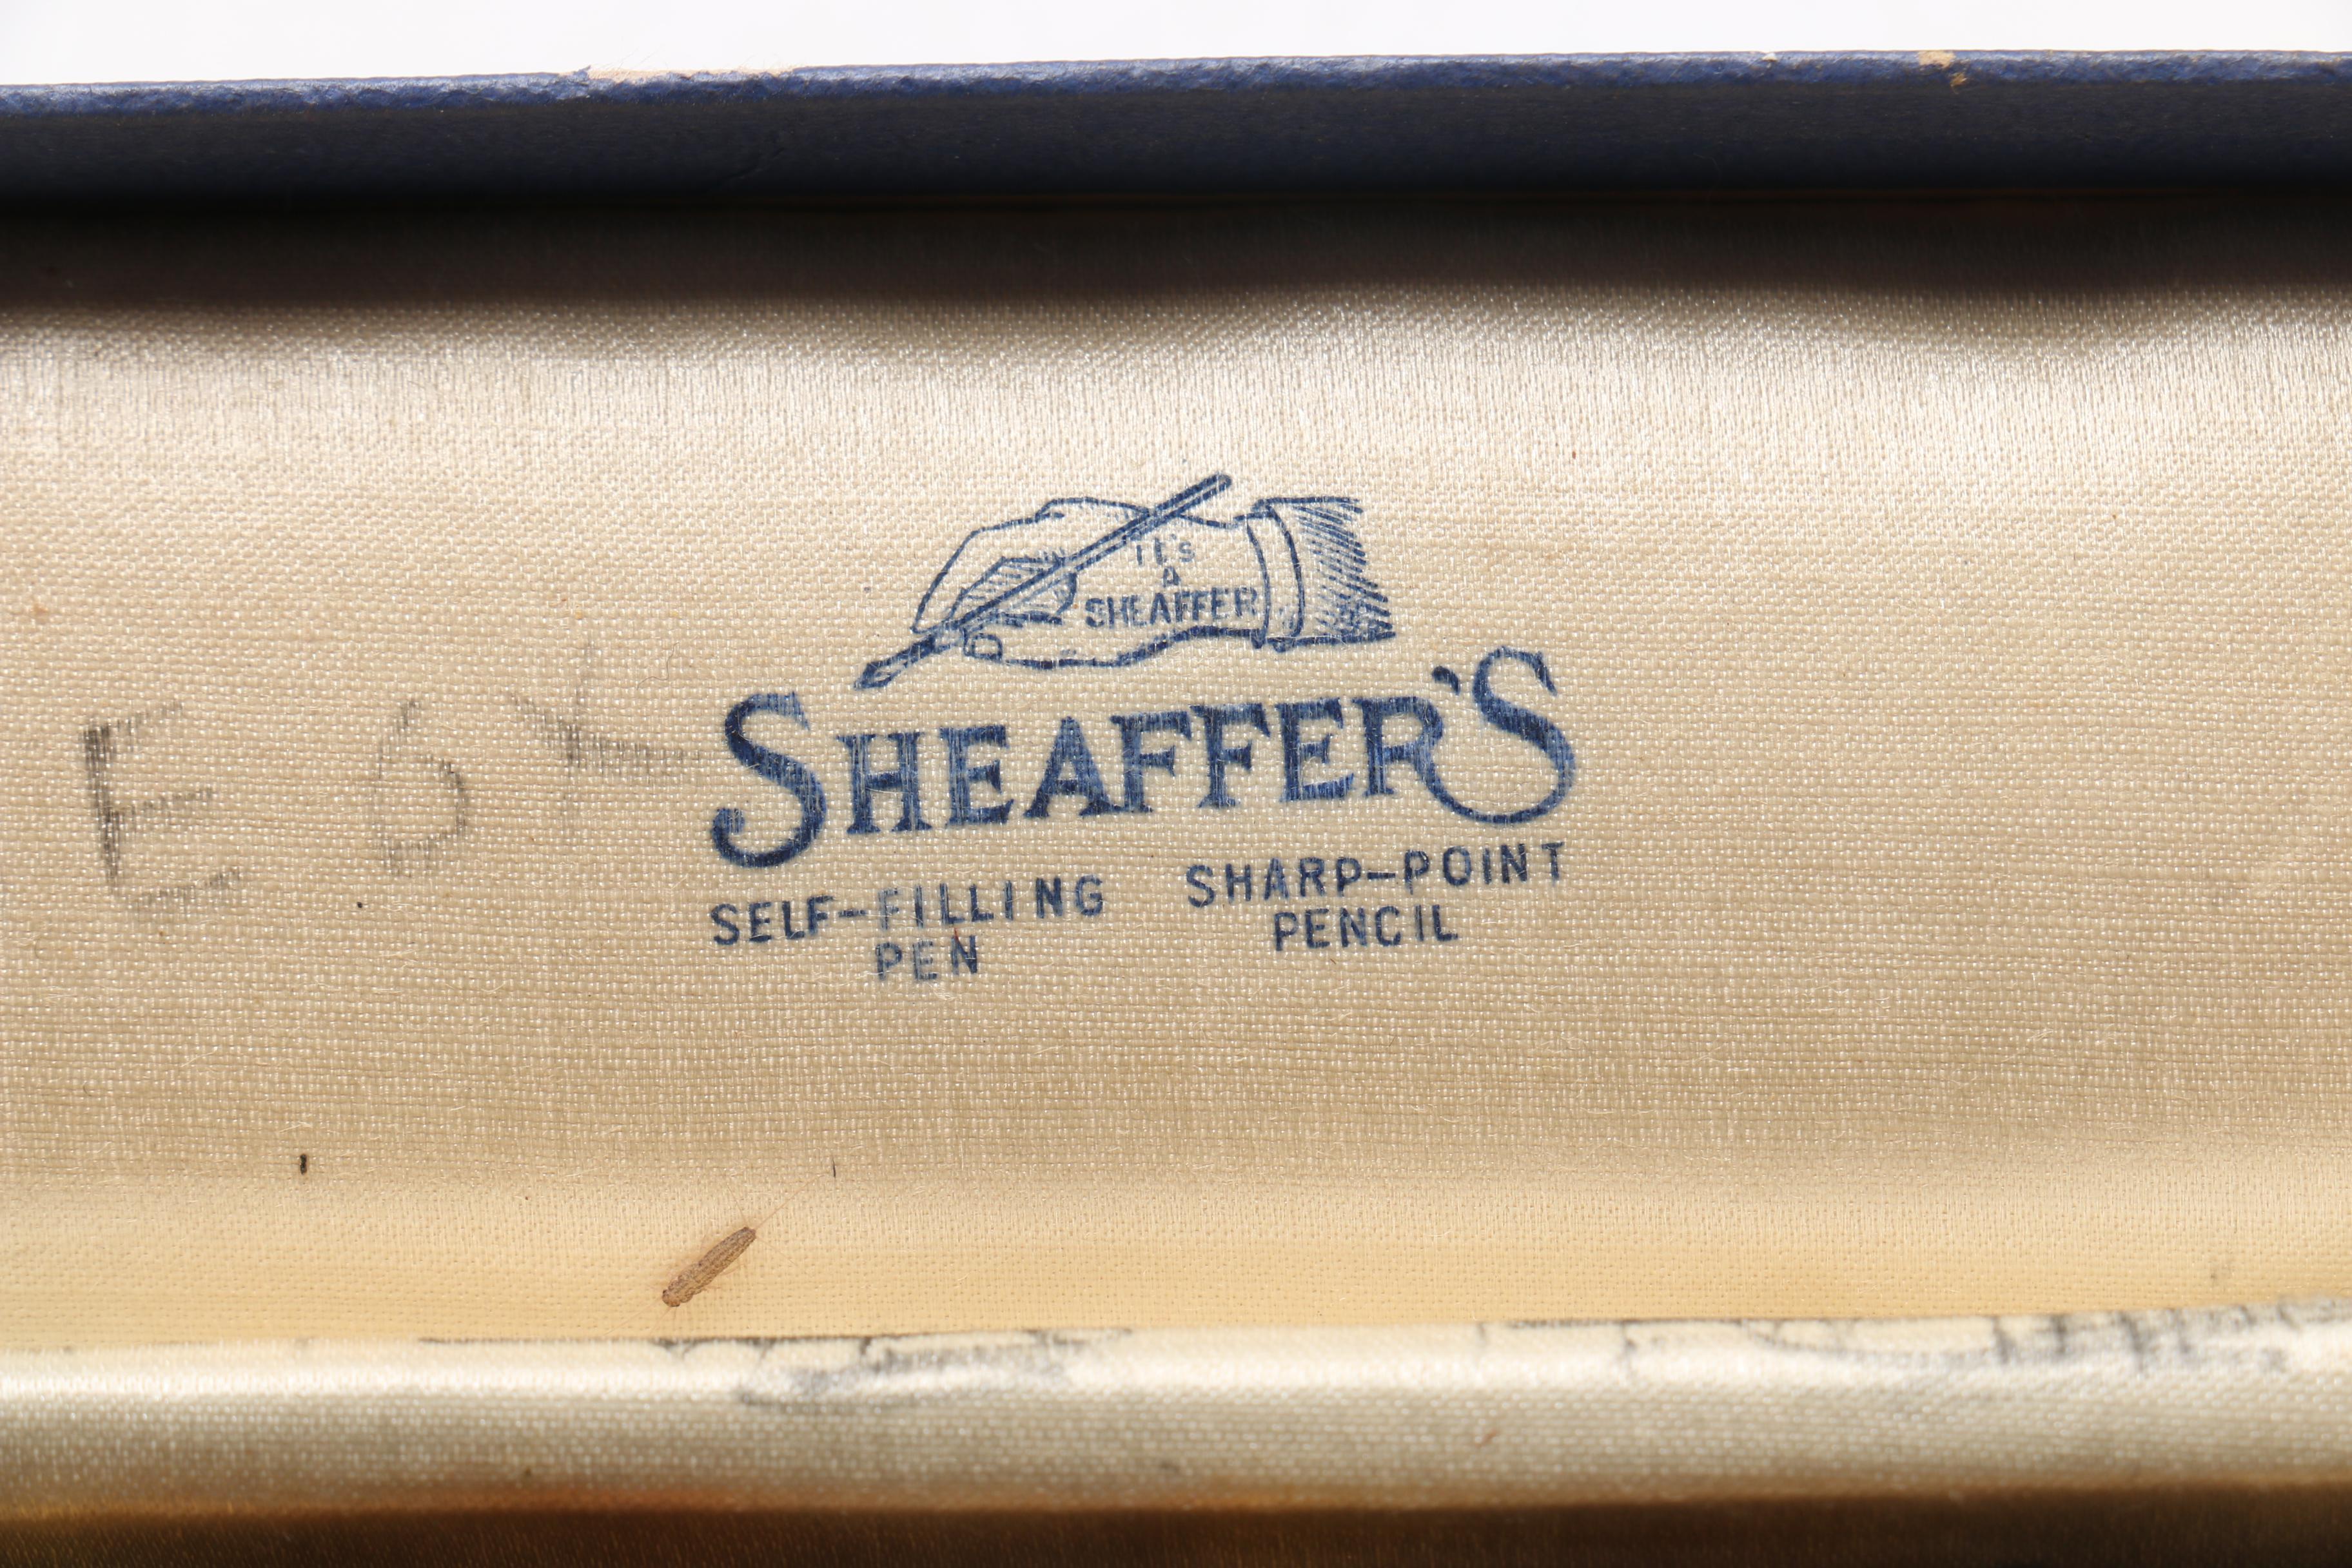 It's
A
SHEAFFER
SHEAFFER'S
SELF-FILLING
PEN
SHARP-POINT
PENCIL